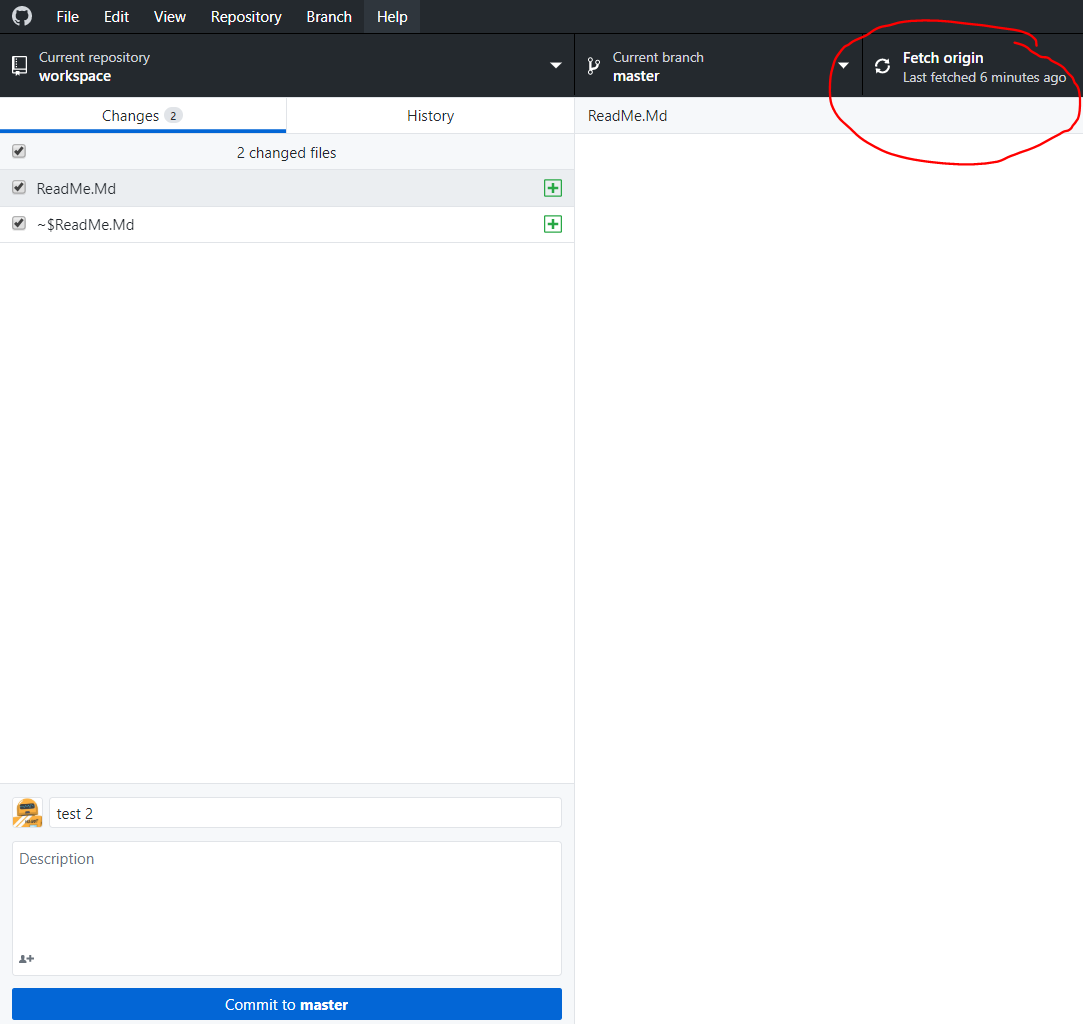 File Edit View Repository Branch Help
Current repository
workspace
Current branch
master
Fetch origin
Last fetched 6 minutes ago
Changes 2
History
ReadMe.Md
2 changed files
ReadMe.Md
~$ReadMe.Md
test 2
Description
Commit to master